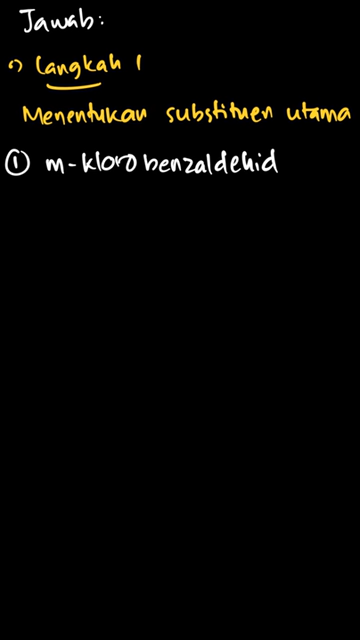 Jawab:
Langkah 1
Menentukan substituen utama
① m-kloro benzaldehid